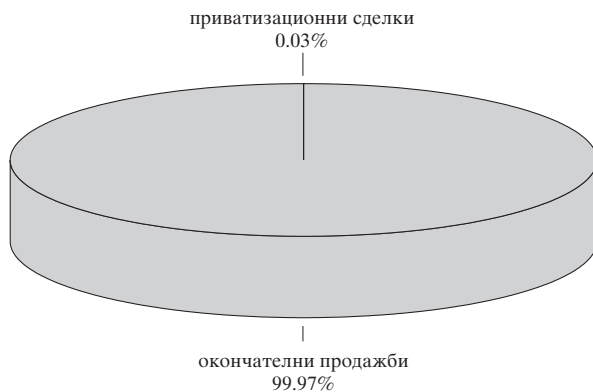 приватизационни сделки
0.03%
окончателни продажби
99.97%